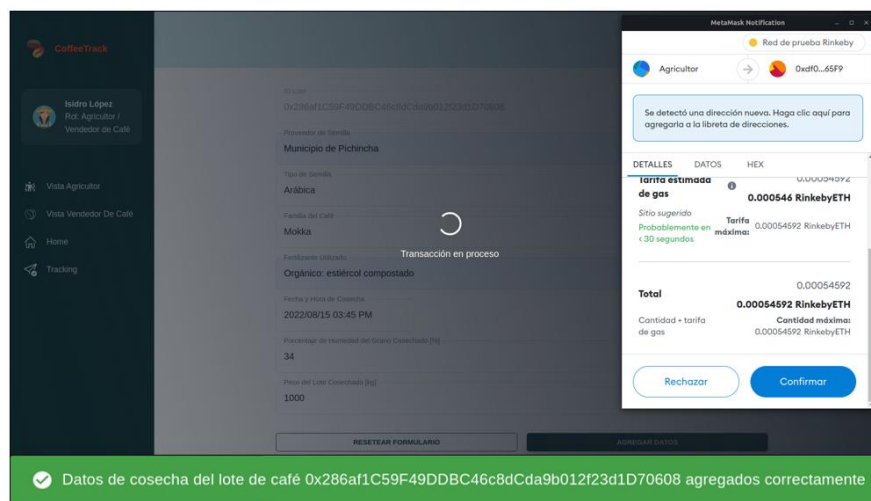 CoffeeTrack
Isidro López
Rol: Agricultor /
Vendedor de Café
Vista Agricultor
Vista Vendedor De Café
Home
Tracking
ID Lote
0x286af1C59F49DDBC46c8dCda9b012f23d1D70608
Proveedor de Semilla
Municipio de Pichincha
Tipo de Semilla
Arábica
Familia del Café
Mokka
Fertilizante Utilizado
Orgánico: estiércol compostado
Fecha y Hora de Cosecha
2022/08/15 03:45 PM
Porcentaje de Humedad del Grano Cosechado [%]
34
Peso del Lote Cosechado [kg]
1000
RESETEAR FORMULARIO
AGREGAR DATOS
Transacción en proceso
MetaMask Notification
Red de prueba Rinkeby
Agricultor
0xdf0...65F9
Se detectó una dirección nueva. Haga clic aquí para
agregarla a la libreta de direcciones.
DETALLES DATOS HEX
Tarifa estimada 0.00054592
de gas 0.000546 RinkebyETH
Sitio sugerido
Probablemente en
< 30 segundos
Tarifa
máxima: 0.00054592 RinkebyETH
0.00054592
Total 0.00054592 RinkebyETH
Cantidad + tarifa
de gas
Cantidad máxima:
0.00054592 RinkebyETH
Rechazar
Confirmar
Datos de cosecha del lote de café 0x286af1C59F49DDBC46c8dCda9b012f23d1D70608 agregados correctamente